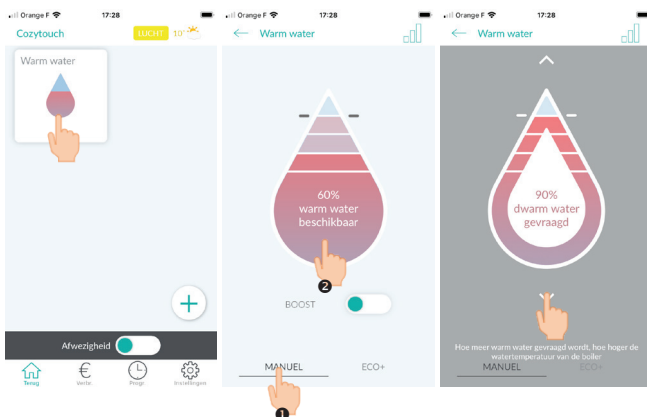 Orange F 17:28
Cozytouch LUCHT 10°
Warm water
Afwezigheid
Terug Verbr. Progr. Instellingen
Orange F 17:28
Warm water
60%
warm water
beschikbaar
2
BOOST
MANUEL ECO+
1
Orange F 17:28
Warm water
90%
dwarm water
gevraagd
Hoe meer warm water gevraagd wordt, hoe hoger de
watertemperatuur van de boiler
MANUEL ECO+